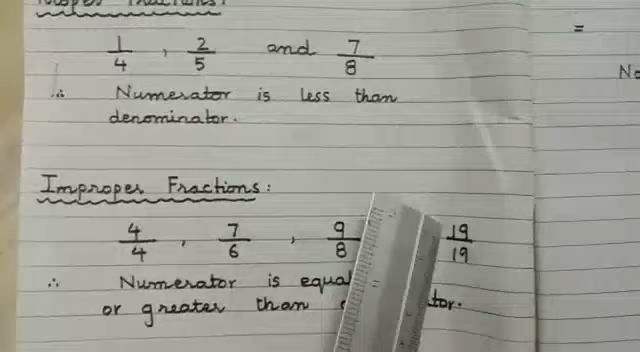 Fractions:
1/4 , 2/5 and 7/8
∴ Numerator is less than
denominator.
Improper Fractions:
4/4 , 7/6 , 9/8 19/19
∴ Numerator is equal
or greater than
=